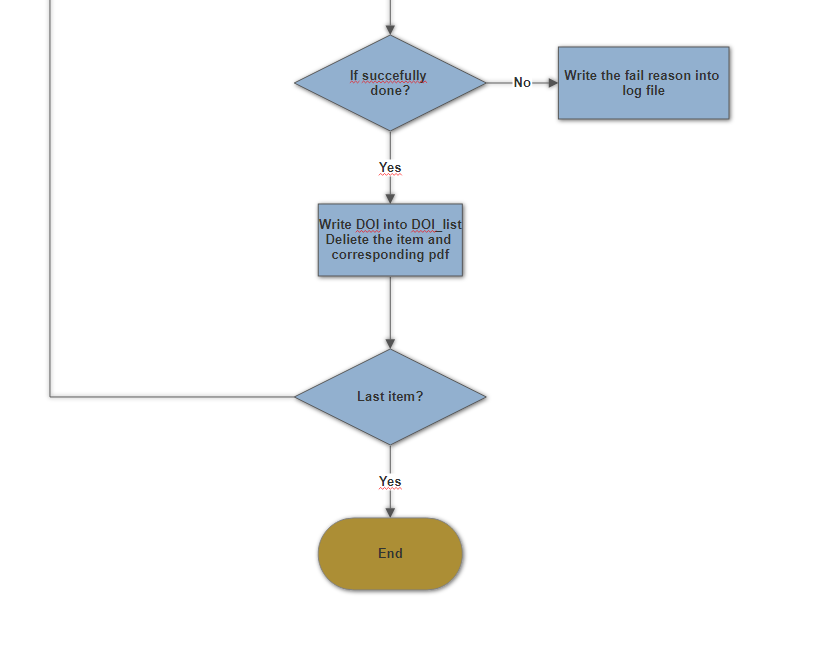 If succefully
done?
No
Write the fail reason into
log file
Yes
Write DOI into DOI_list
Deliete the item and
corresponding pdf
Last item?
Yes
End